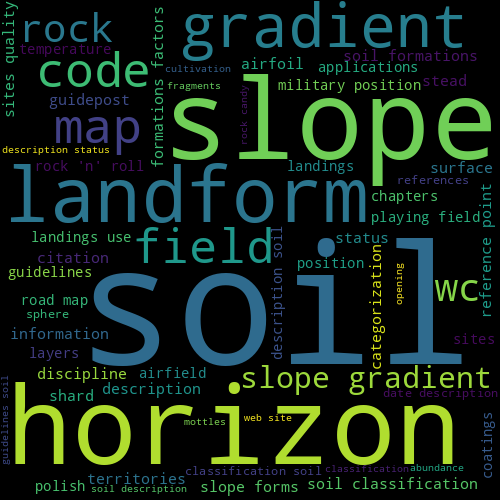 sites quality
rock
temperature
code
guidepost
map
description status
rock 'n' roll
formations factors
gradient
cultivation
fragments
rock candy
airfoil
soil formations
applications
military position
stead
slope
landings
surface
references
chapters
playing field
reference point
landform
landings use
citation
guidelines
field
description soil
status
position
categorization
opening
wc
road map
sphere
information
layers
soil
sites
discipline
airfield
description
shard
slope gradient
date description
guidelines soil
horizon
mottles
web site
coatings
territories
polish
soil description
classification soil
classification
abundance
slope forms
soil classification